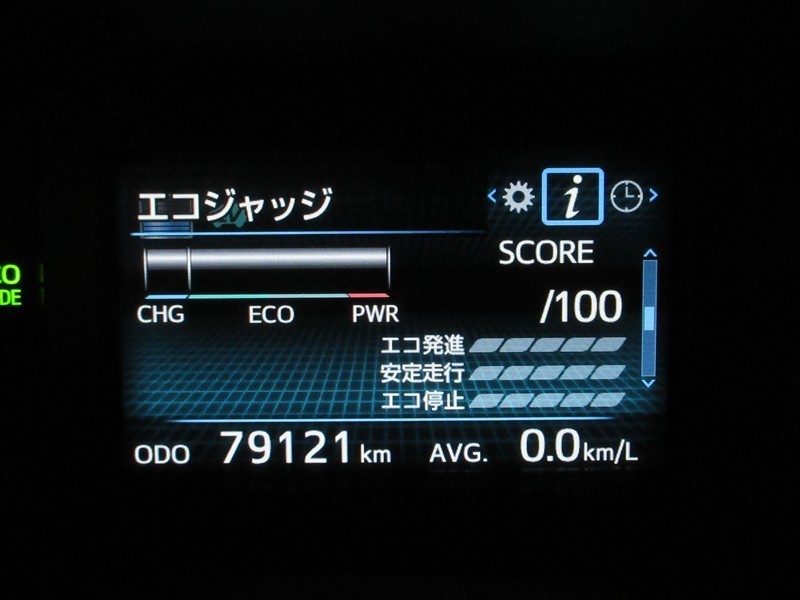 エコジャッジ
i
SCORE
/100
CHG ECO PWR
エコ発進
安定走行
エコ停止
ODO 79121 km AVG. 0.0 km/L